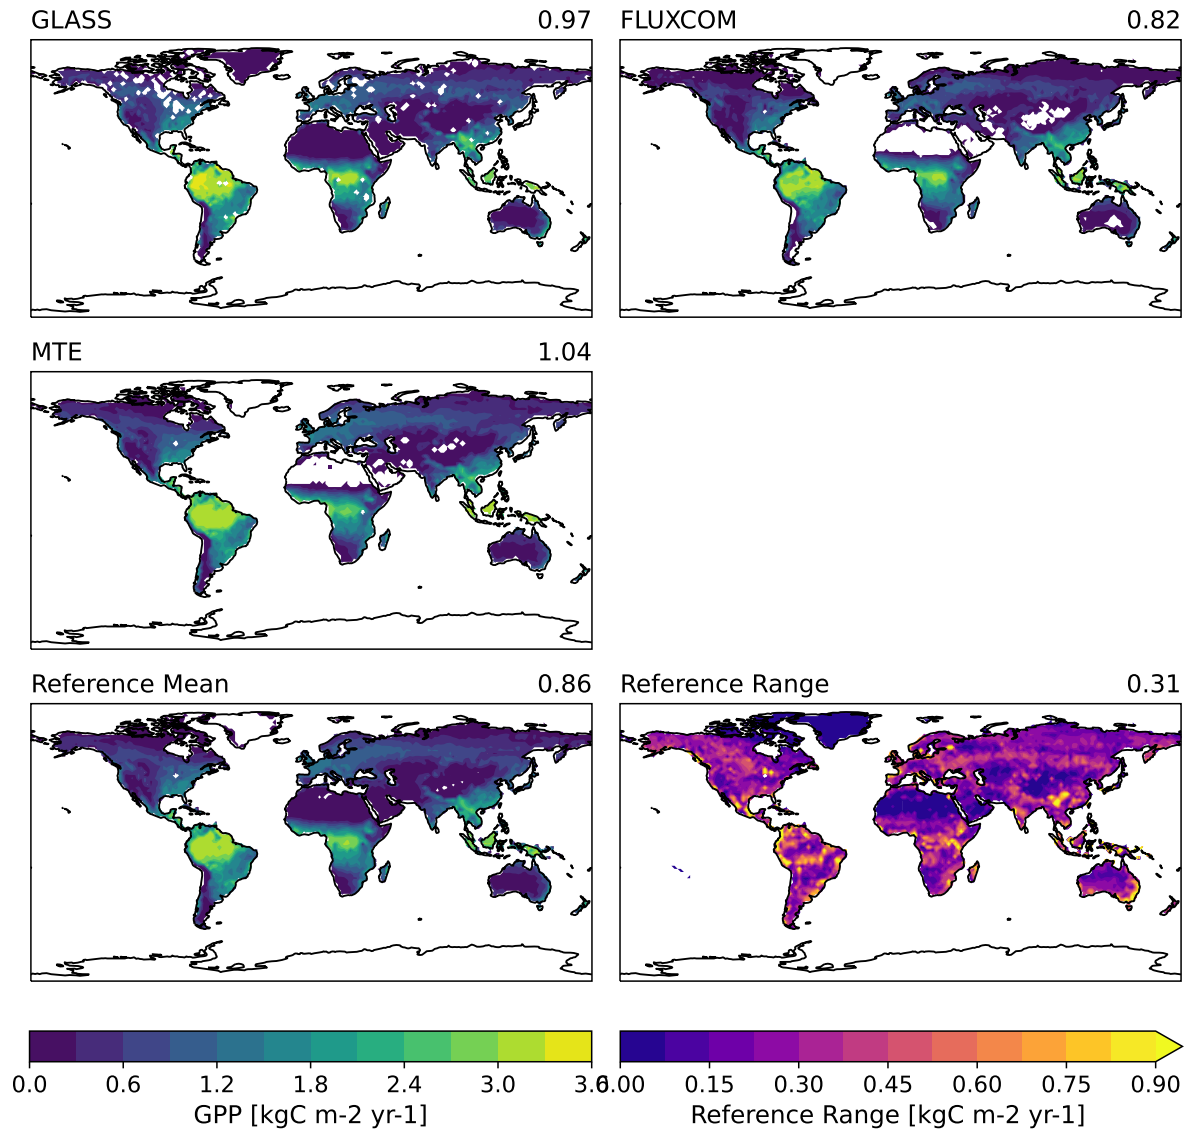 GLASS 0.97
FLUXCOM 0.82
MTE 1.04
Reference Mean 0.86
Reference Range 0.31
0.0 0.6 1.2 1.8 2.4 3.0 3.6
GPP [kgC m-2 yr-1]
0.00 0.15 0.30 0.45 0.60 0.75 0.90
Reference Range [kgC m-2 yr-1]